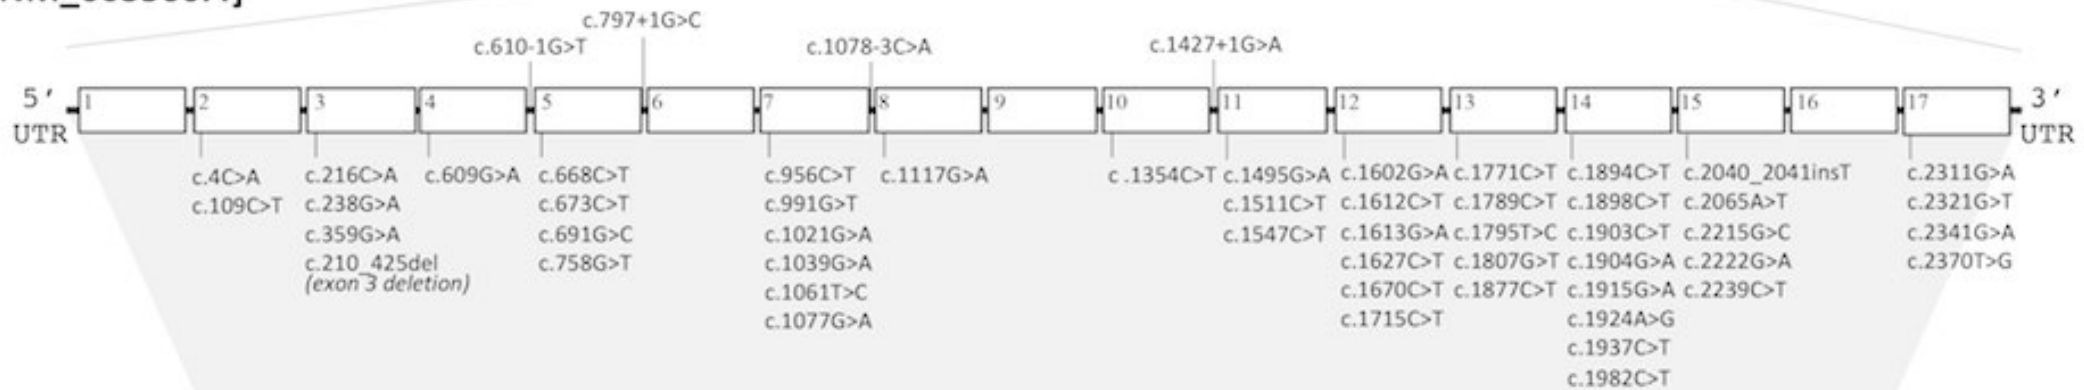 c.797+1G>C
c.610-1G>T c.1078-3C>A c.1427+1G>A
5' 1 2 3 4 5 6 7 8 9 10 11 12 13 14 15 16 17 3'
UTR UTR
c.4C>A c.216C>A c.609G>A c.668C>T c.956C>T c.1117G>A c.1354C>T c.1495G>A c.1602G>A c.1771C>T c.1894C>T c.2040_2041insT c.2311G>A
c.109C>T c.238G>A c.673C>T c.991G>T c.1511C>T c.1612C>T c.1789C>T c.1898C>T c.2065A>T c.2321G>T
c.359G>A c.691G>C c.1021G>A c.1547C>T c.1613G>A c.1795T>C c.1903C>T c.2215G>C c.2341G>A
c.210_425del c.758G>T c.1039G>A c.1627C>T c.1807G>T c.1904G>A c.2222G>A c.2370T>G
(exon 3 deletion) c.1061T>C c.1670C>T c.1877C>T c.1915G>A c.2239C>T
c.1077G>A c.1715C>T c.1924A>G
c.1937C>T
c.1982C>T